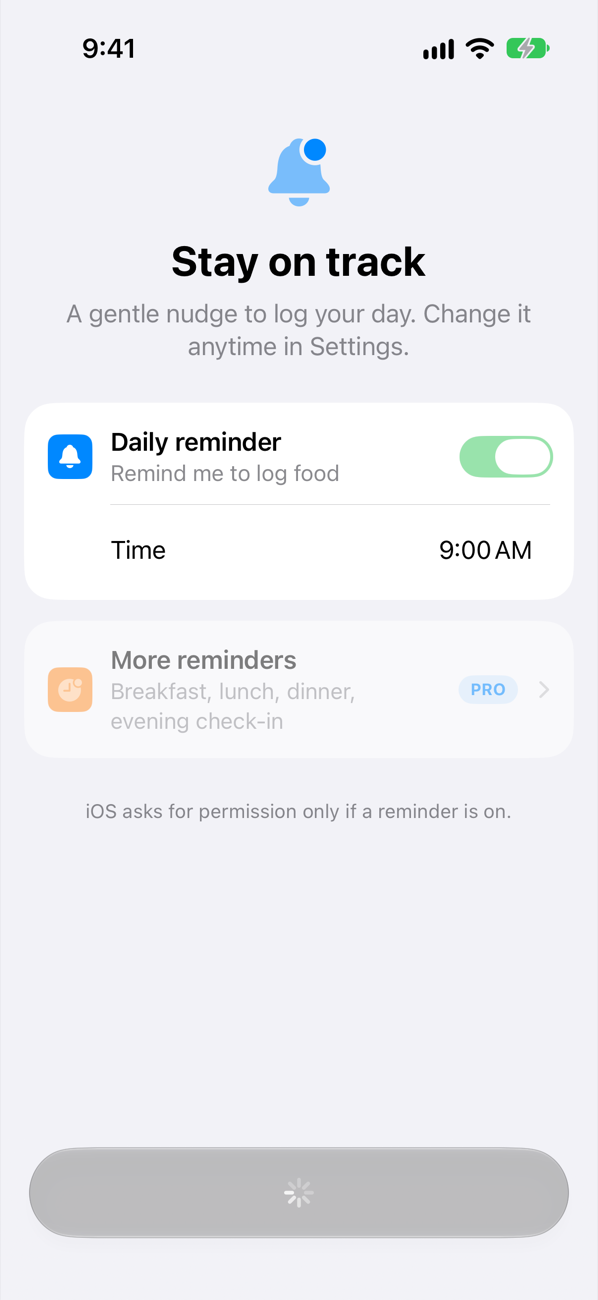 9:41
Stay on track
A gentle nudge to log your day. Change it
anytime in Settings.
Daily reminder
Remind me to log food
Time
9:00 AM
More reminders
Breakfast, lunch, dinner,
evening check-in
PRO
iOS asks for permission only if a reminder is on.